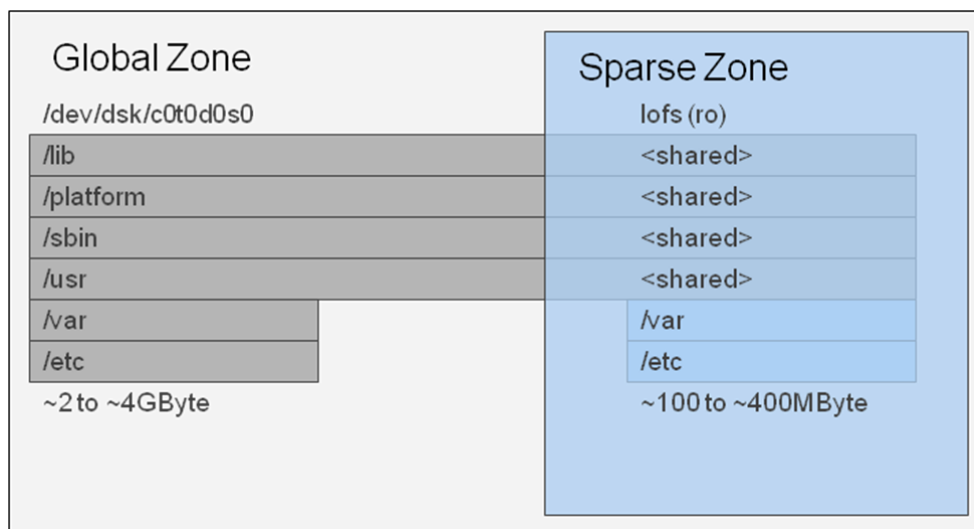 Global Zone
Sparse Zone
/dev/dsk/c0t0d0s0
lofs (ro)
/lib
<shared>
/platform
<shared>
/sbin
<shared>
/usr
<shared>
/var
/var
/etc
/etc
~2 to ~4GByte
~100 to ~400MByte